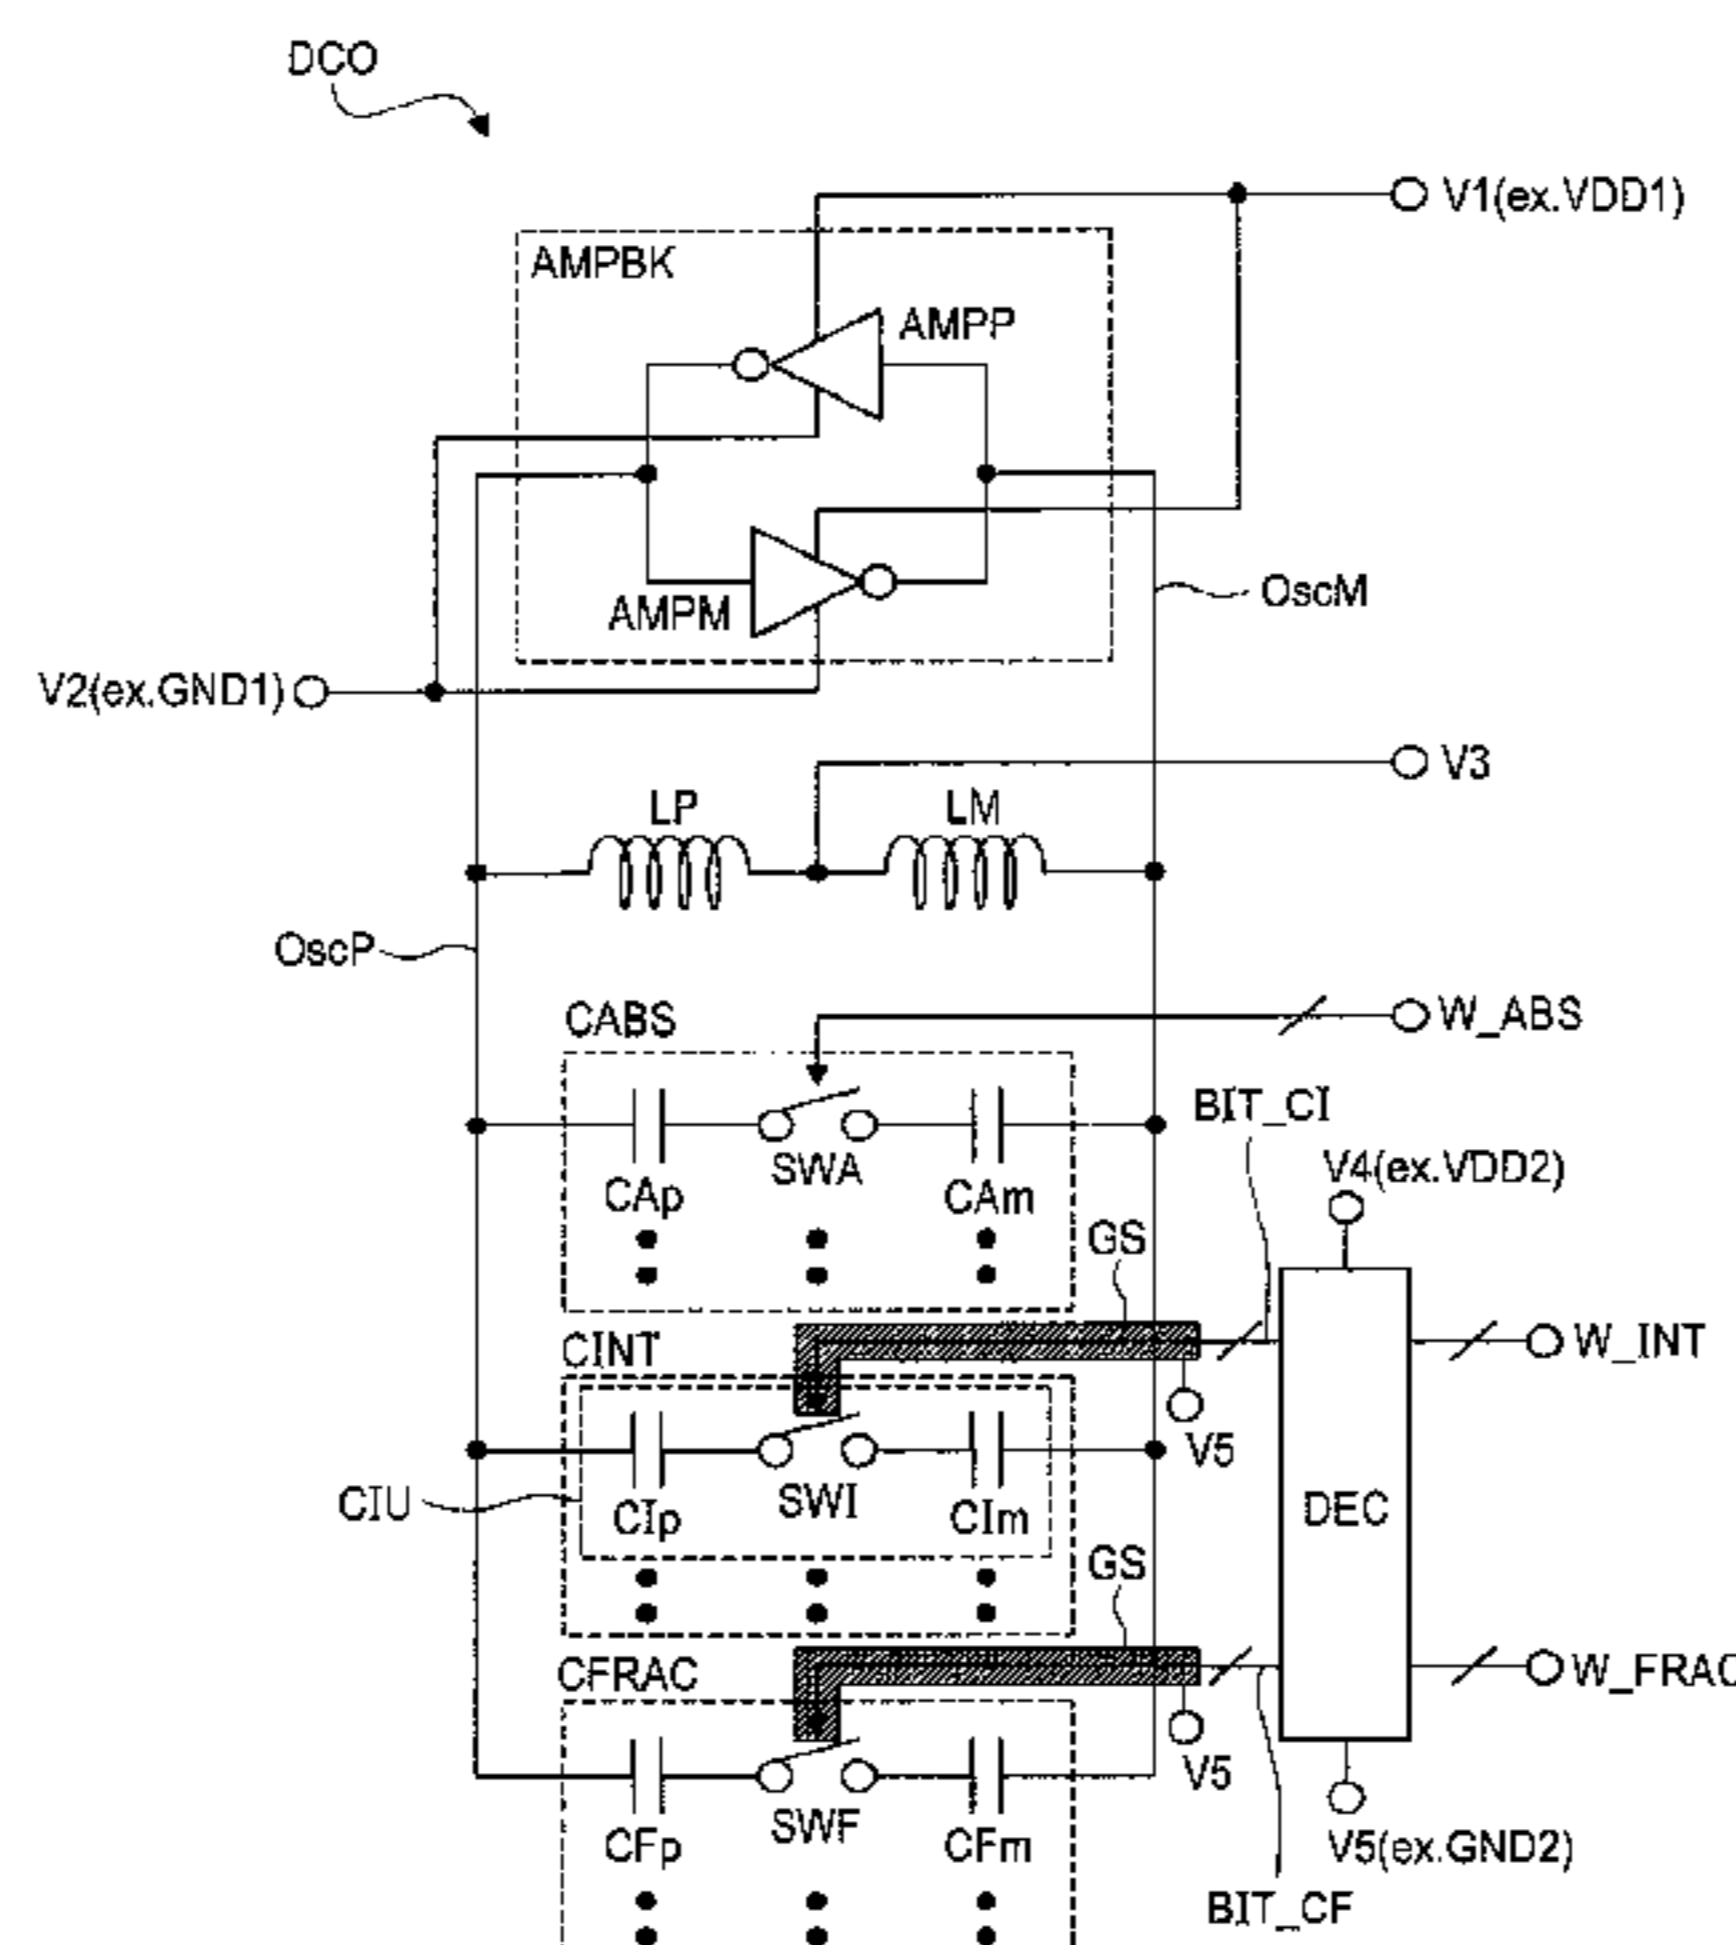 DCO
V1(ex.VDD1)
AMPBK
AMPP
AMPM
OscM
V2(ex.GND1)
V3
LP
LM
OscP
CABS
W_ABS
BIT_CI
SWA
CAp
CAm
V4(ex.VDD2)
GS
CINT
W_INT
V5
CIU
CIp
SWI
CIm
DEC
GS
CFRAC
W_FRAC
V5
SWF
CFp
CFm
V5(ex.GND2)
BIT_CF